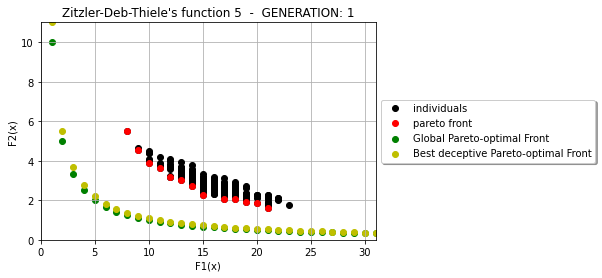 Zitzler-Deb-Thiele's function 5 - GENERATION: 1
F2(x)
10
8
6
4
2
0
0 5 10 15 20 25 30
F1(x)
individuals
pareto front
Global Pareto-optimal Front
Best deceptive Pareto-optimal Front